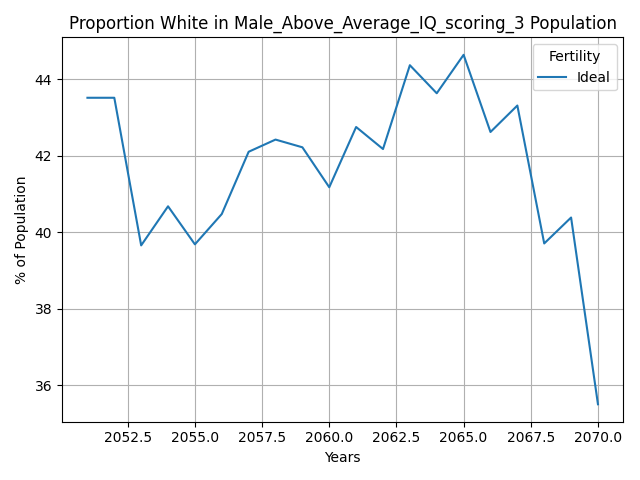 Proportion White in Male_Above_Average_IQ_scoring_3 Population
Fertility
Ideal
% of Population
44
42
40
38
36
2052.5 2055.0 2057.5 2060.0 2062.5 2065.0 2067.5 2070.0
Years